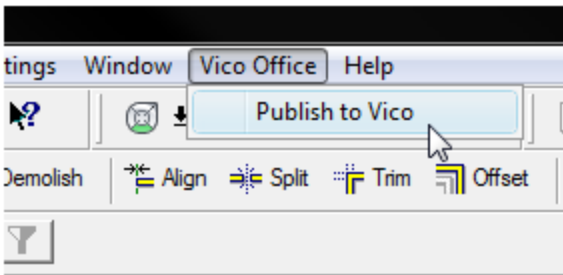 tings Window Vico Office Help
Publish to Vico
Demolish Align Split Trim Offset